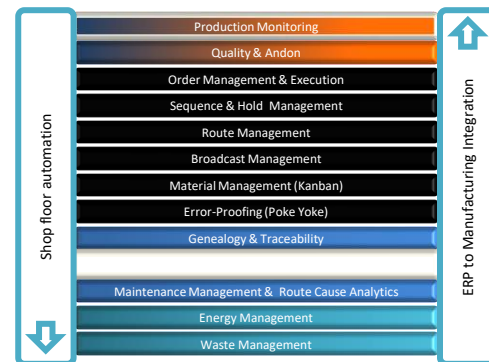 Production Monitoring
Quality & Andon
Order Management & Execution
Sequence & Hold Management
Route Management
Broadcast Management
Material Management (Kanban)
Error-Proofing (Poke Yoke)
Genealogy & Traceability
Maintenance Management & Route Cause Analytics
Energy Management
Waste Management
Shop floor automation
ERP to Manufacturing Integration